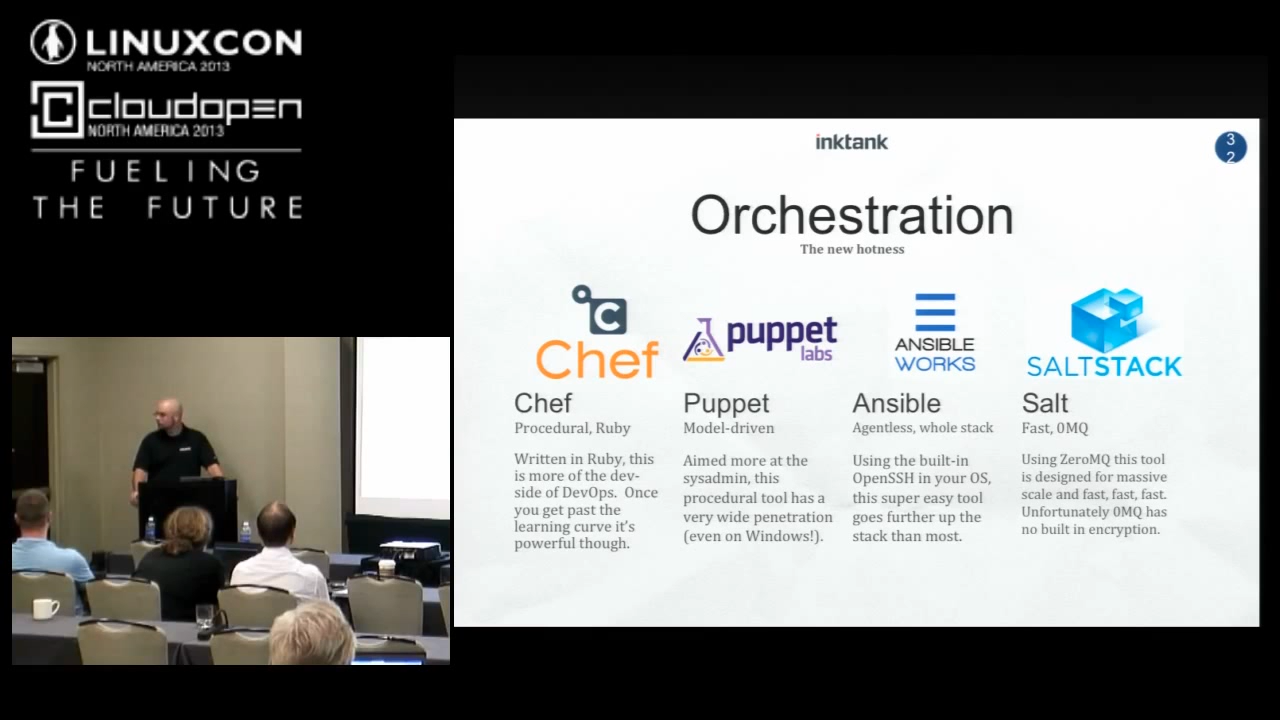 LINUXCON
NORTH AMERICA 2013
cloudopen
NORTH AMERICA 2013
FUELING
THE FUTURE
inktank
3
2
Orchestration
The new hotness
C
Chef
puppet
labs
ANSIBLE
WORKS
SALTSTACK
Chef
Procedural, Ruby
Written in Ruby, this
is more of the dev-
side of DevOps. Once
you get past the
learning curve it's
powerful though.
Puppet
Model-driven
Aimed more at the
sysadmin, this
procedural tool has a
very wide penetration
(even on Windows!).
Ansible
Agentless, whole stack
Using the built-in
OpenSSH in your OS,
this super easy tool
goes further up the
stack than most.
Salt
Fast, 0MQ
Using ZeroMQ this tool
is designed for massive
scale and fast, fast, fast.
Unfortunately 0MQ has
no built in encryption.